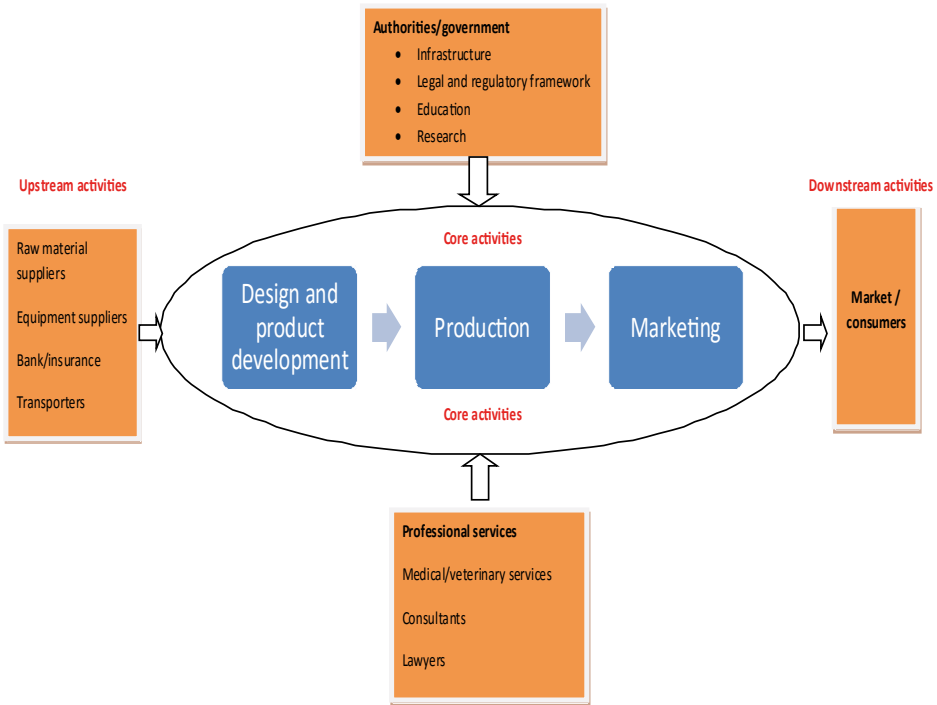 Authorities/government
• Infrastructure
• Legal and regulatory framework
• Education
• Research
Upstream activities
Downstream activities
Raw material
suppliers
Equipment suppliers
Bank/insurance
Transporters
Core activities
Design and
product
development
Production
Marketing
Core activities
Market /
consumers
Professional services
Medical/veterinary services
Consultants
Lawyers